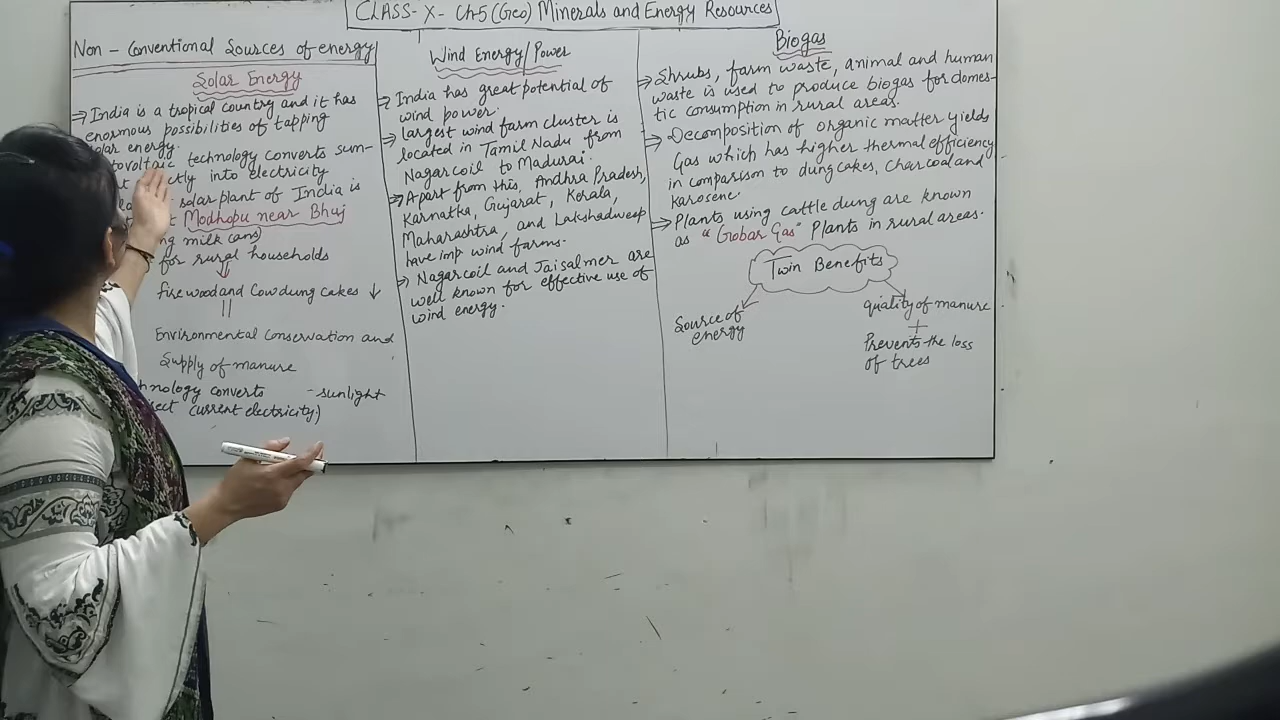 CLASS- X- Ch5 (Geo) Minerals and Energy Resources
Non - Conventional Sources of energy
Solar Energy
⇒ India is a tropical country and it has
enormous possibilities of tapping
solar energy.
technology converts sun-
into electricity
solar plant of India is
Madhopu near Bhuj
milk cans)
for rural households
firewood and Cowdung cakes ↓
||
Environmental Conservation and
Supply of manure
converts - sunlight
current electricity)
Wind Energy/Power
⇒ India has great potential of
wind power.
⇒ largest wind farm cluster is
located in Tamil Nadu from
Nagarcoil to Madurai.
⇒ Apart from this, Andhra Pradesh,
Karnatka, Gujarat, Kerala,
Maharashtra, and Lakshadweep
have imp wind farms.
⇒ Nagarcoil and Jaisalmer are
well known for effective use of
wind energy.
Biogas
⇒ Shrubs, farm waste, animal and human
waste is used to produce biogas for domes-
tic consumption in rural areas.
⇒ Decomposition of organic matter yields
Gas which has higher thermal efficiency
in comparison to dungcakes, Charcoal and
Karosene.
⇒ Plants using cattle dung are known
as "Gobar Gas" Plants in rural areas.
Twin Benefits
Source of
energy
quality of manure
+
Prevents the loss
of trees